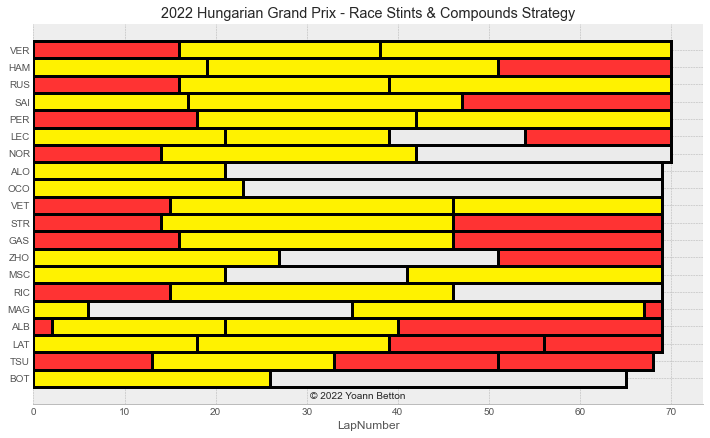 2022 Hungarian Grand Prix - Race Stints & Compounds Strategy
VER
HAM
RUS
SAI
PER
LEC
NOR
ALO
OCO
VET
STR
GAS
ZHO
MSC
RIC
MAG
ALB
LAT
TSU
BOT
© 2022 Yoann Betton
0 10 20 30 40 50 60 70
LapNumber